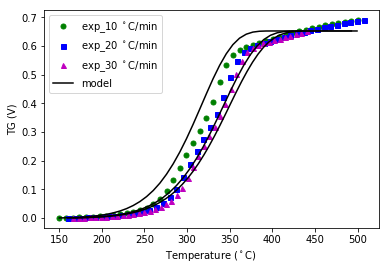 exp_10 °C/min
exp_20 °C/min
exp_30 °C/min
model
TG (V)
0.7
0.6
0.5
0.4
0.3
0.2
0.1
0.0
150 200 250 300 350 400 450 500
Temperature (°C)